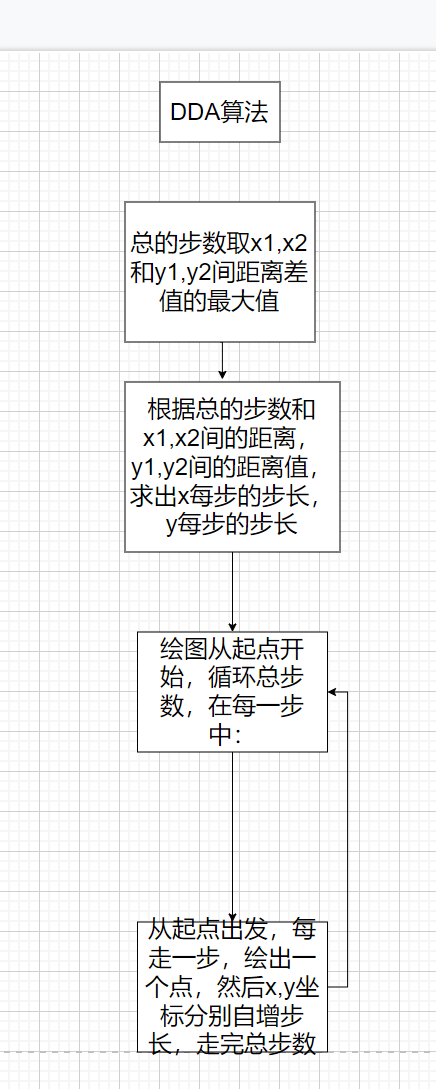 DDA算法
总的步数取x1,x2
和y1,y2间距离差
值的最大值
根据总的步数和
x1,x2间的距离，
y1,y2间的距离值，
求出x每步的步长，
y每步的步长
绘图从起点开
始，循环总步
数，在每一步
中：
从起点出发，每
走一步，绘出一
个点，然后x,y坐
标分别自增步
长，走完总步数